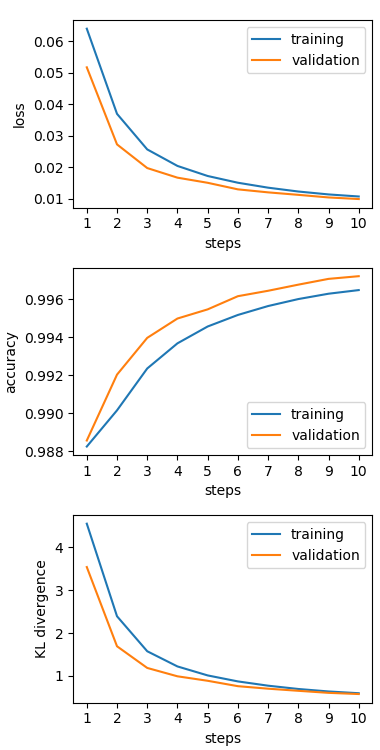 0.06
0.05
0.04
0.03
0.02
0.01
loss
training
validation
1 2 3 4 5 6 7 8 9 10
steps
0.996
0.994
0.992
0.990
0.988
accuracy
training
validation
1 2 3 4 5 6 7 8 9 10
steps
4
3
2
1
KL divergence
training
validation
1 2 3 4 5 6 7 8 9 10
steps